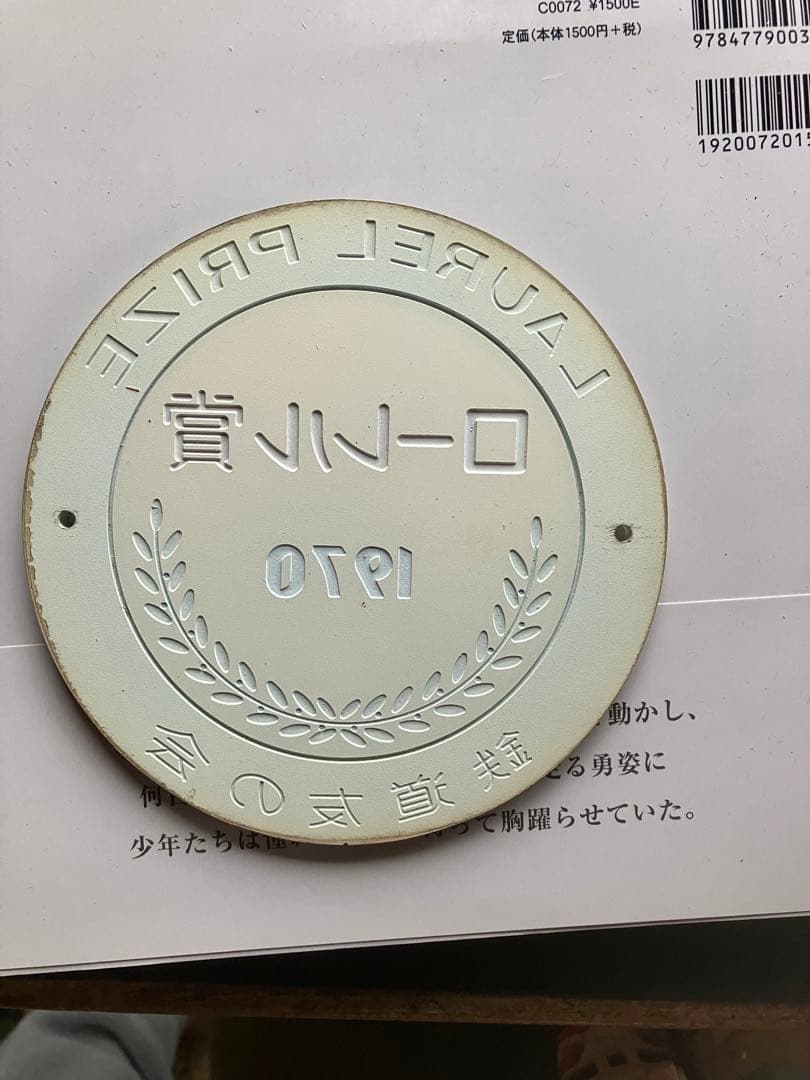 C0072 ¥1500E
定価(本体1500円+税)
9784779003
1920072015
LAUREL PRIZE
ローレル賞
1970
鉄道友の会
動かし、
る勇姿に
何
少年たちは
って胸躍らせていた。